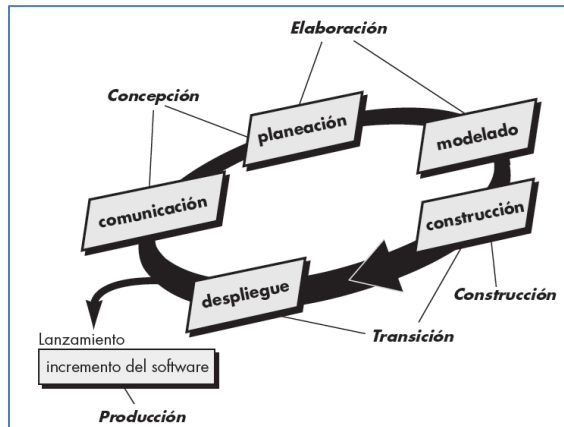 Elaboración
Concepción
planeación
modelado
comunicación
construcción
despliegue
Construcción
Lanzamiento
Transición
incremento del software
Producción